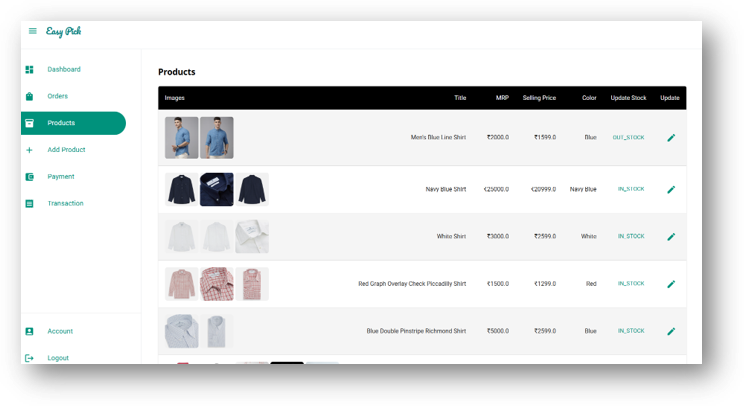 Easy Pick
Dashboard
Orders
Products
Add Product
Payment
Transaction
Account
Logout
Products
Images Title MRP Selling Price Color Update Stock Update
Men's Blue Line Shirt ₹2000.0 ₹1599.0 Blue OUT_STOCK
Navy Blue Shirt ₹25000.0 ₹20999.0 Navy Blue IN_STOCK
White Shirt ₹3000.0 ₹2599.0 White IN_STOCK
Red Graph Overlay Check Piccadilly Shirt ₹1500.0 ₹1299.0 Red IN_STOCK
Blue Double Pinstripe Richmond Shirt ₹5000.0 ₹2599.0 Blue IN_STOCK